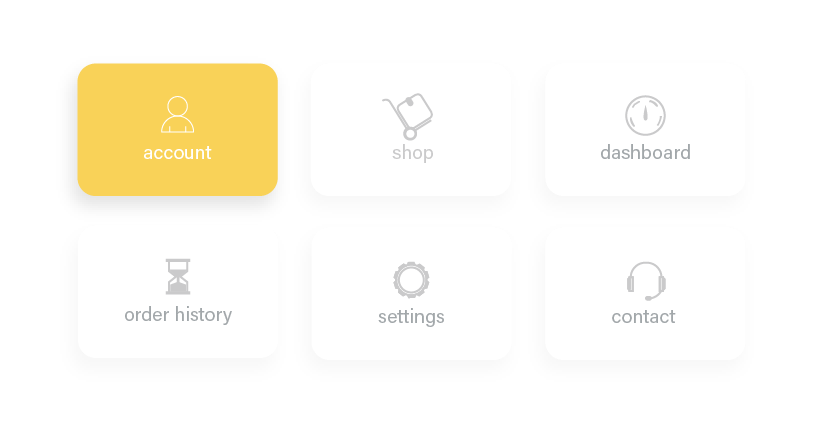 account
shop
dashboard
order history
settings
contact